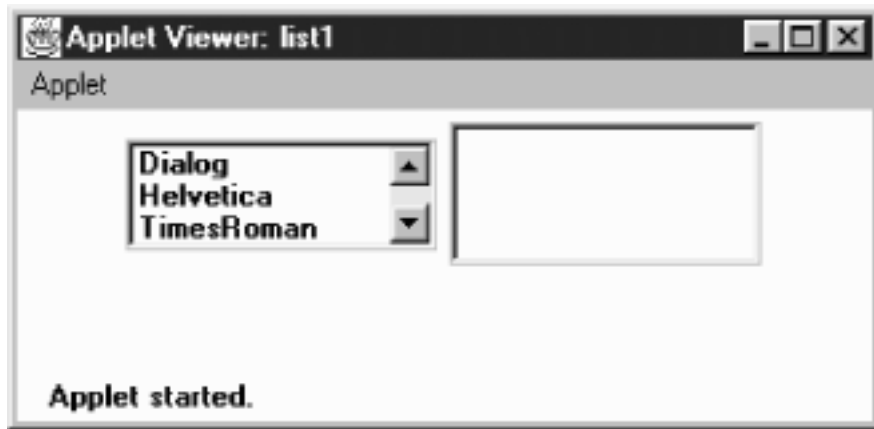 Applet Viewer: list1
Applet
Dialog
Helvetica
TimesRoman
Applet started.